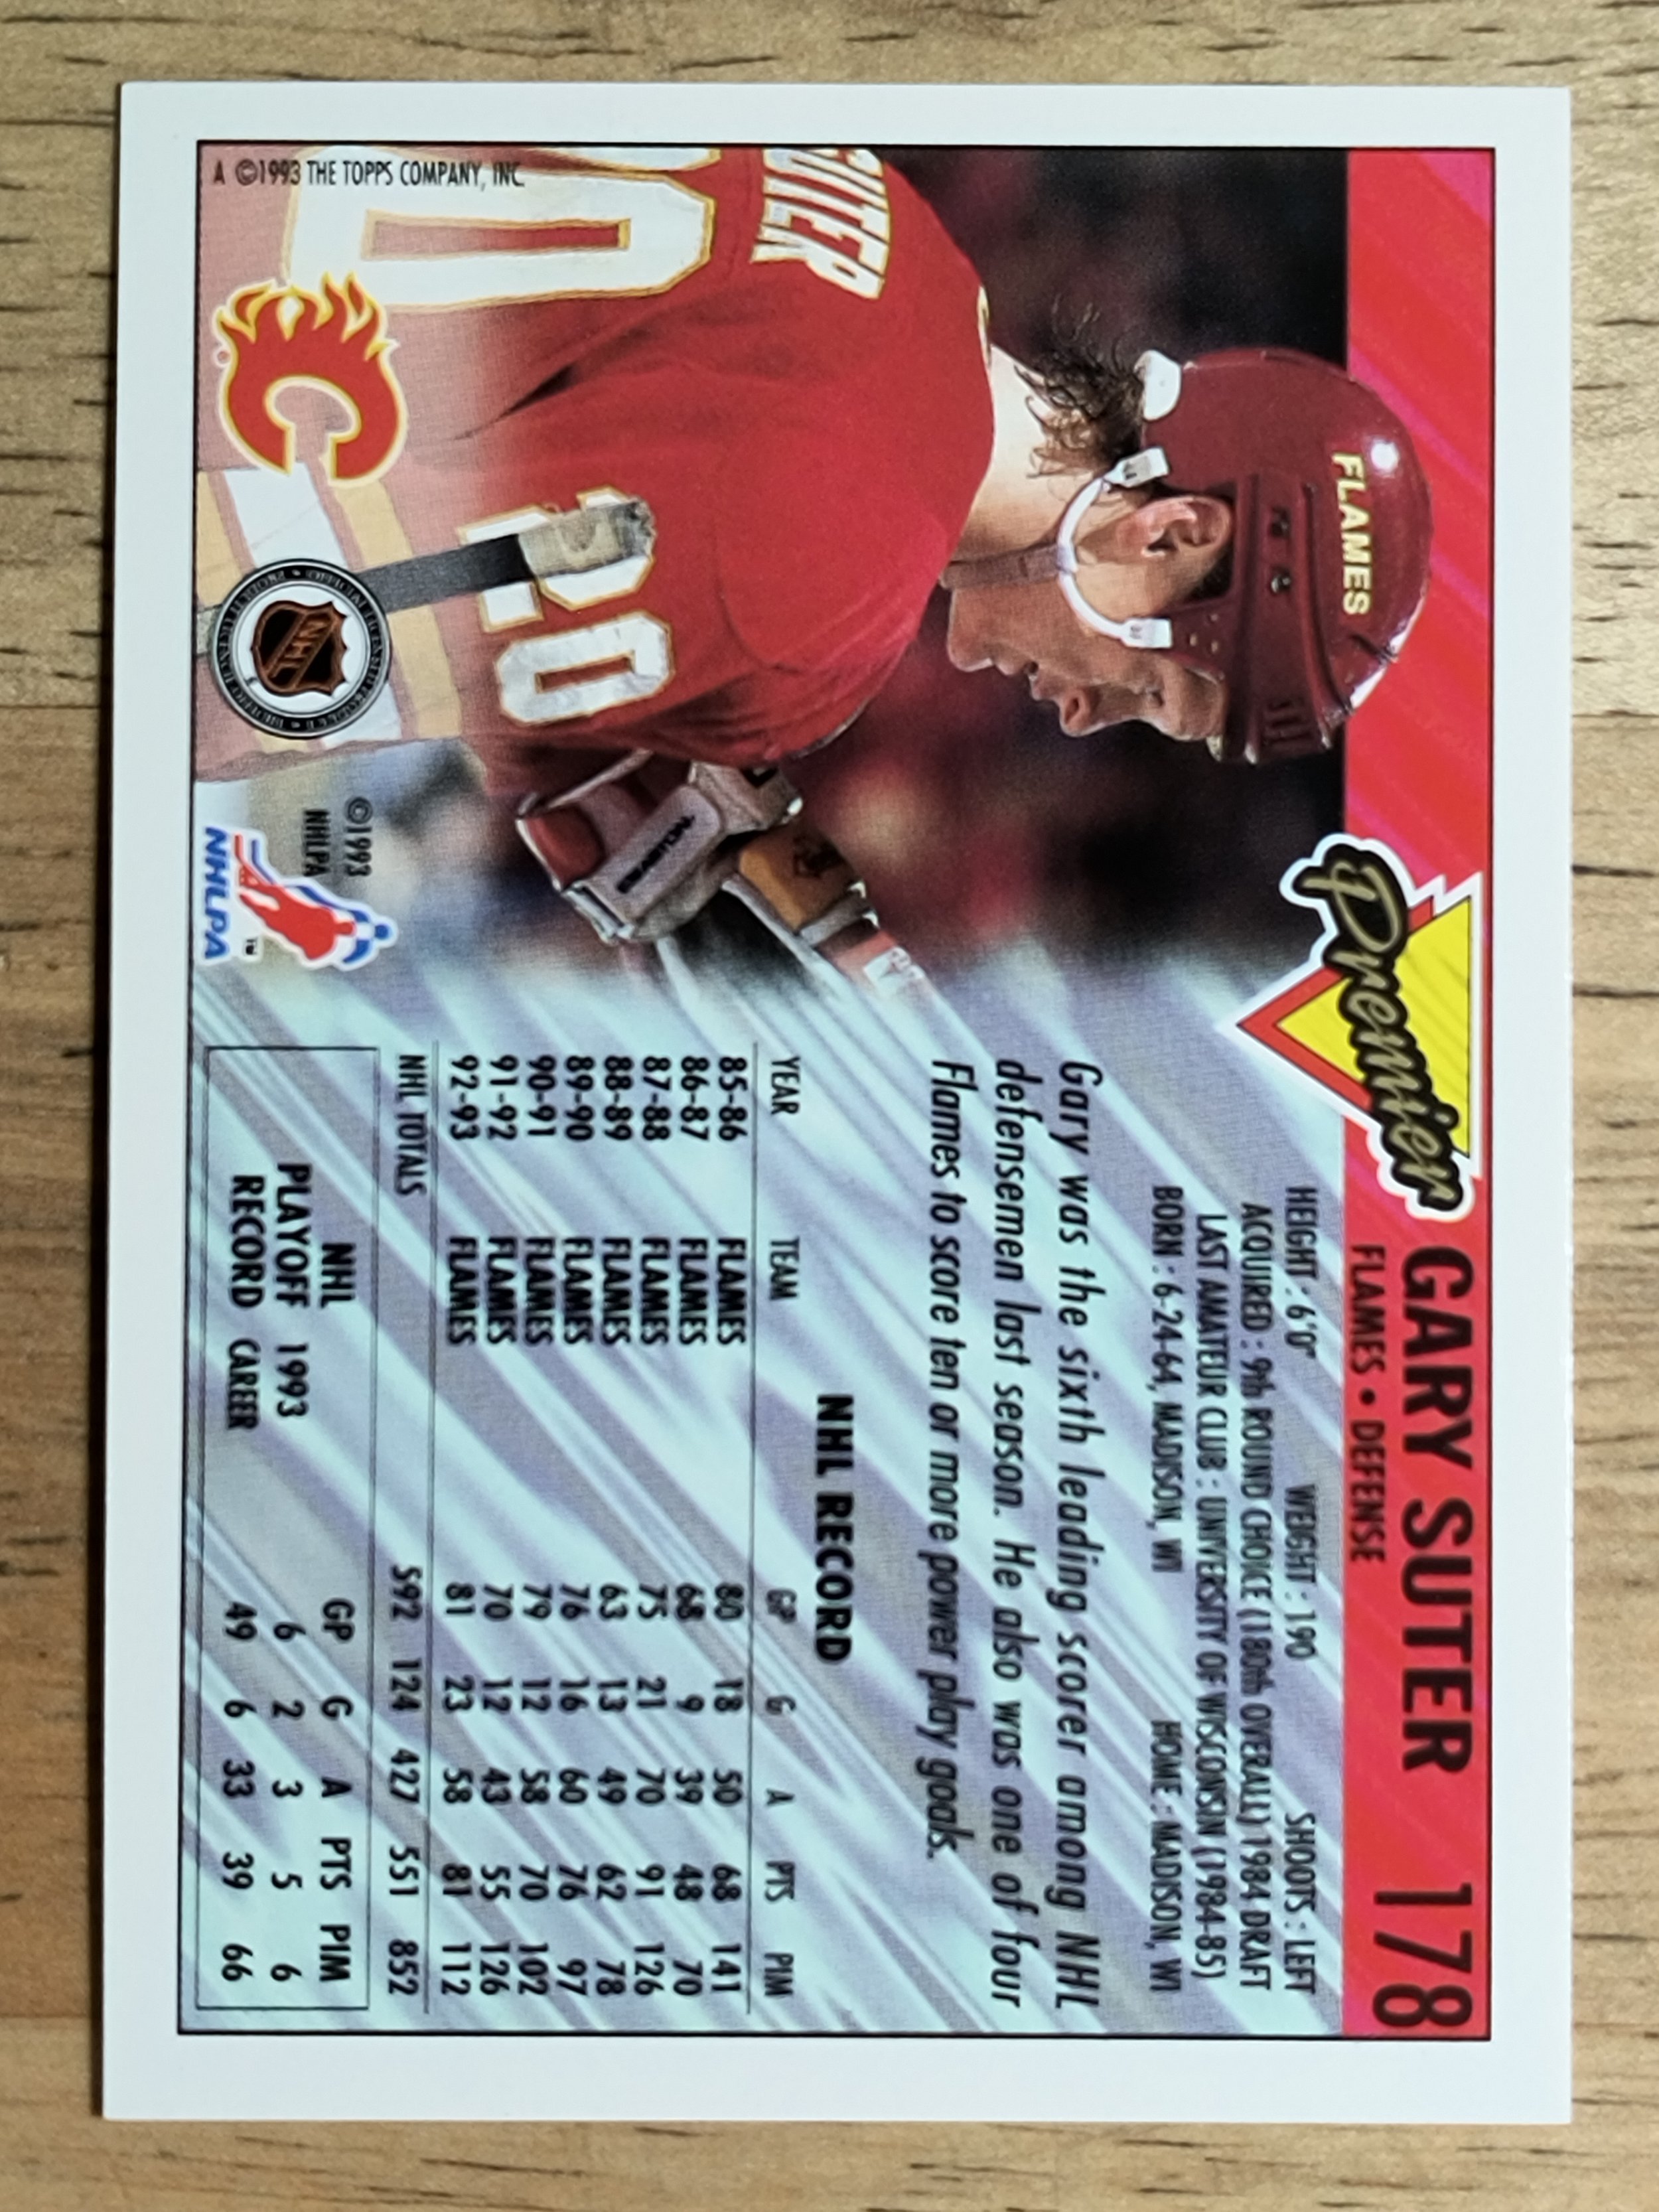 Premier
GARY SUTER 178
FLAMES • DEFENSE
HEIGHT : 6'0" WEIGHT : 190 SHOOTS : LEFT
ACQUIRED : 9th ROUND CHOICE (180th OVERALL) 1984 DRAFT
LAST AMATEUR CLUB : UNIVERSITY OF WISCONSIN (1984-85)
BORN : 6-24-64, MADISON, WI HOME : MADISON, WI
Gary was the sixth leading scorer among NHL
defensemen last season. He also was one of four
Flames to score ten or more power play goals.
NHL RECORD
YEAR TEAM GP G A PTS PIM
85-86 FLAMES 80 18 50 68 141
86-87 FLAMES 68 9 39 48 70
87-88 FLAMES 75 21 70 91 126
88-89 FLAMES 63 13 49 62 78
89-90 FLAMES 76 16 60 76 97
90-91 FLAMES 79 12 58 70 102
91-92 FLAMES 70 12 43 55 126
92-93 FLAMES 81 23 58 81 112
NHL TOTALS 592 124 427 551 852
NHL GP G A PTS PIM
PLAYOFF 1993 6 2 3 5 6
RECORD CAREER 49 6 33 39 66
FLAMES
SUTER
20
0
EASTON
C
NHL
©1993
NHLPA
NHLPA
TM
A ©1993 THE TOPPS COMPANY, INC.